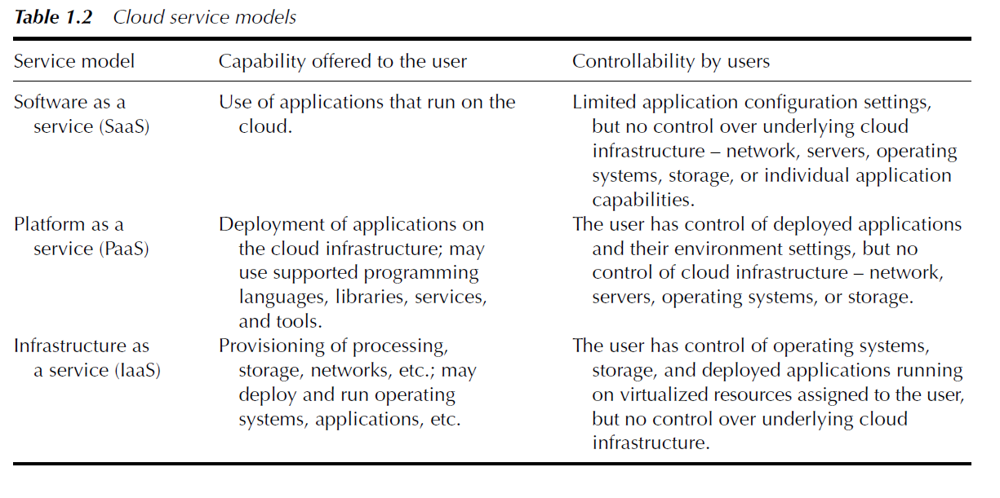 Table 1.2 Cloud service models
Service model Capability offered to the user Controllability by users
Software as a
service (SaaS)
Use of applications that run on the
cloud.
Limited application configuration settings,
but no control over underlying cloud
infrastructure – network, servers, operating
systems, storage, or individual application
capabilities.
Platform as a
service (PaaS)
Deployment of applications on
the cloud infrastructure; may
use supported programming
languages, libraries, services,
and tools.
The user has control of deployed applications
and their environment settings, but no
control of cloud infrastructure – network,
servers, operating systems, or storage.
Infrastructure as
a service (IaaS)
Provisioning of processing,
storage, networks, etc.; may
deploy and run operating
systems, applications, etc.
The user has control of operating systems,
storage, and deployed applications running
on virtualized resources assigned to the user,
but no control over underlying cloud
infrastructure.